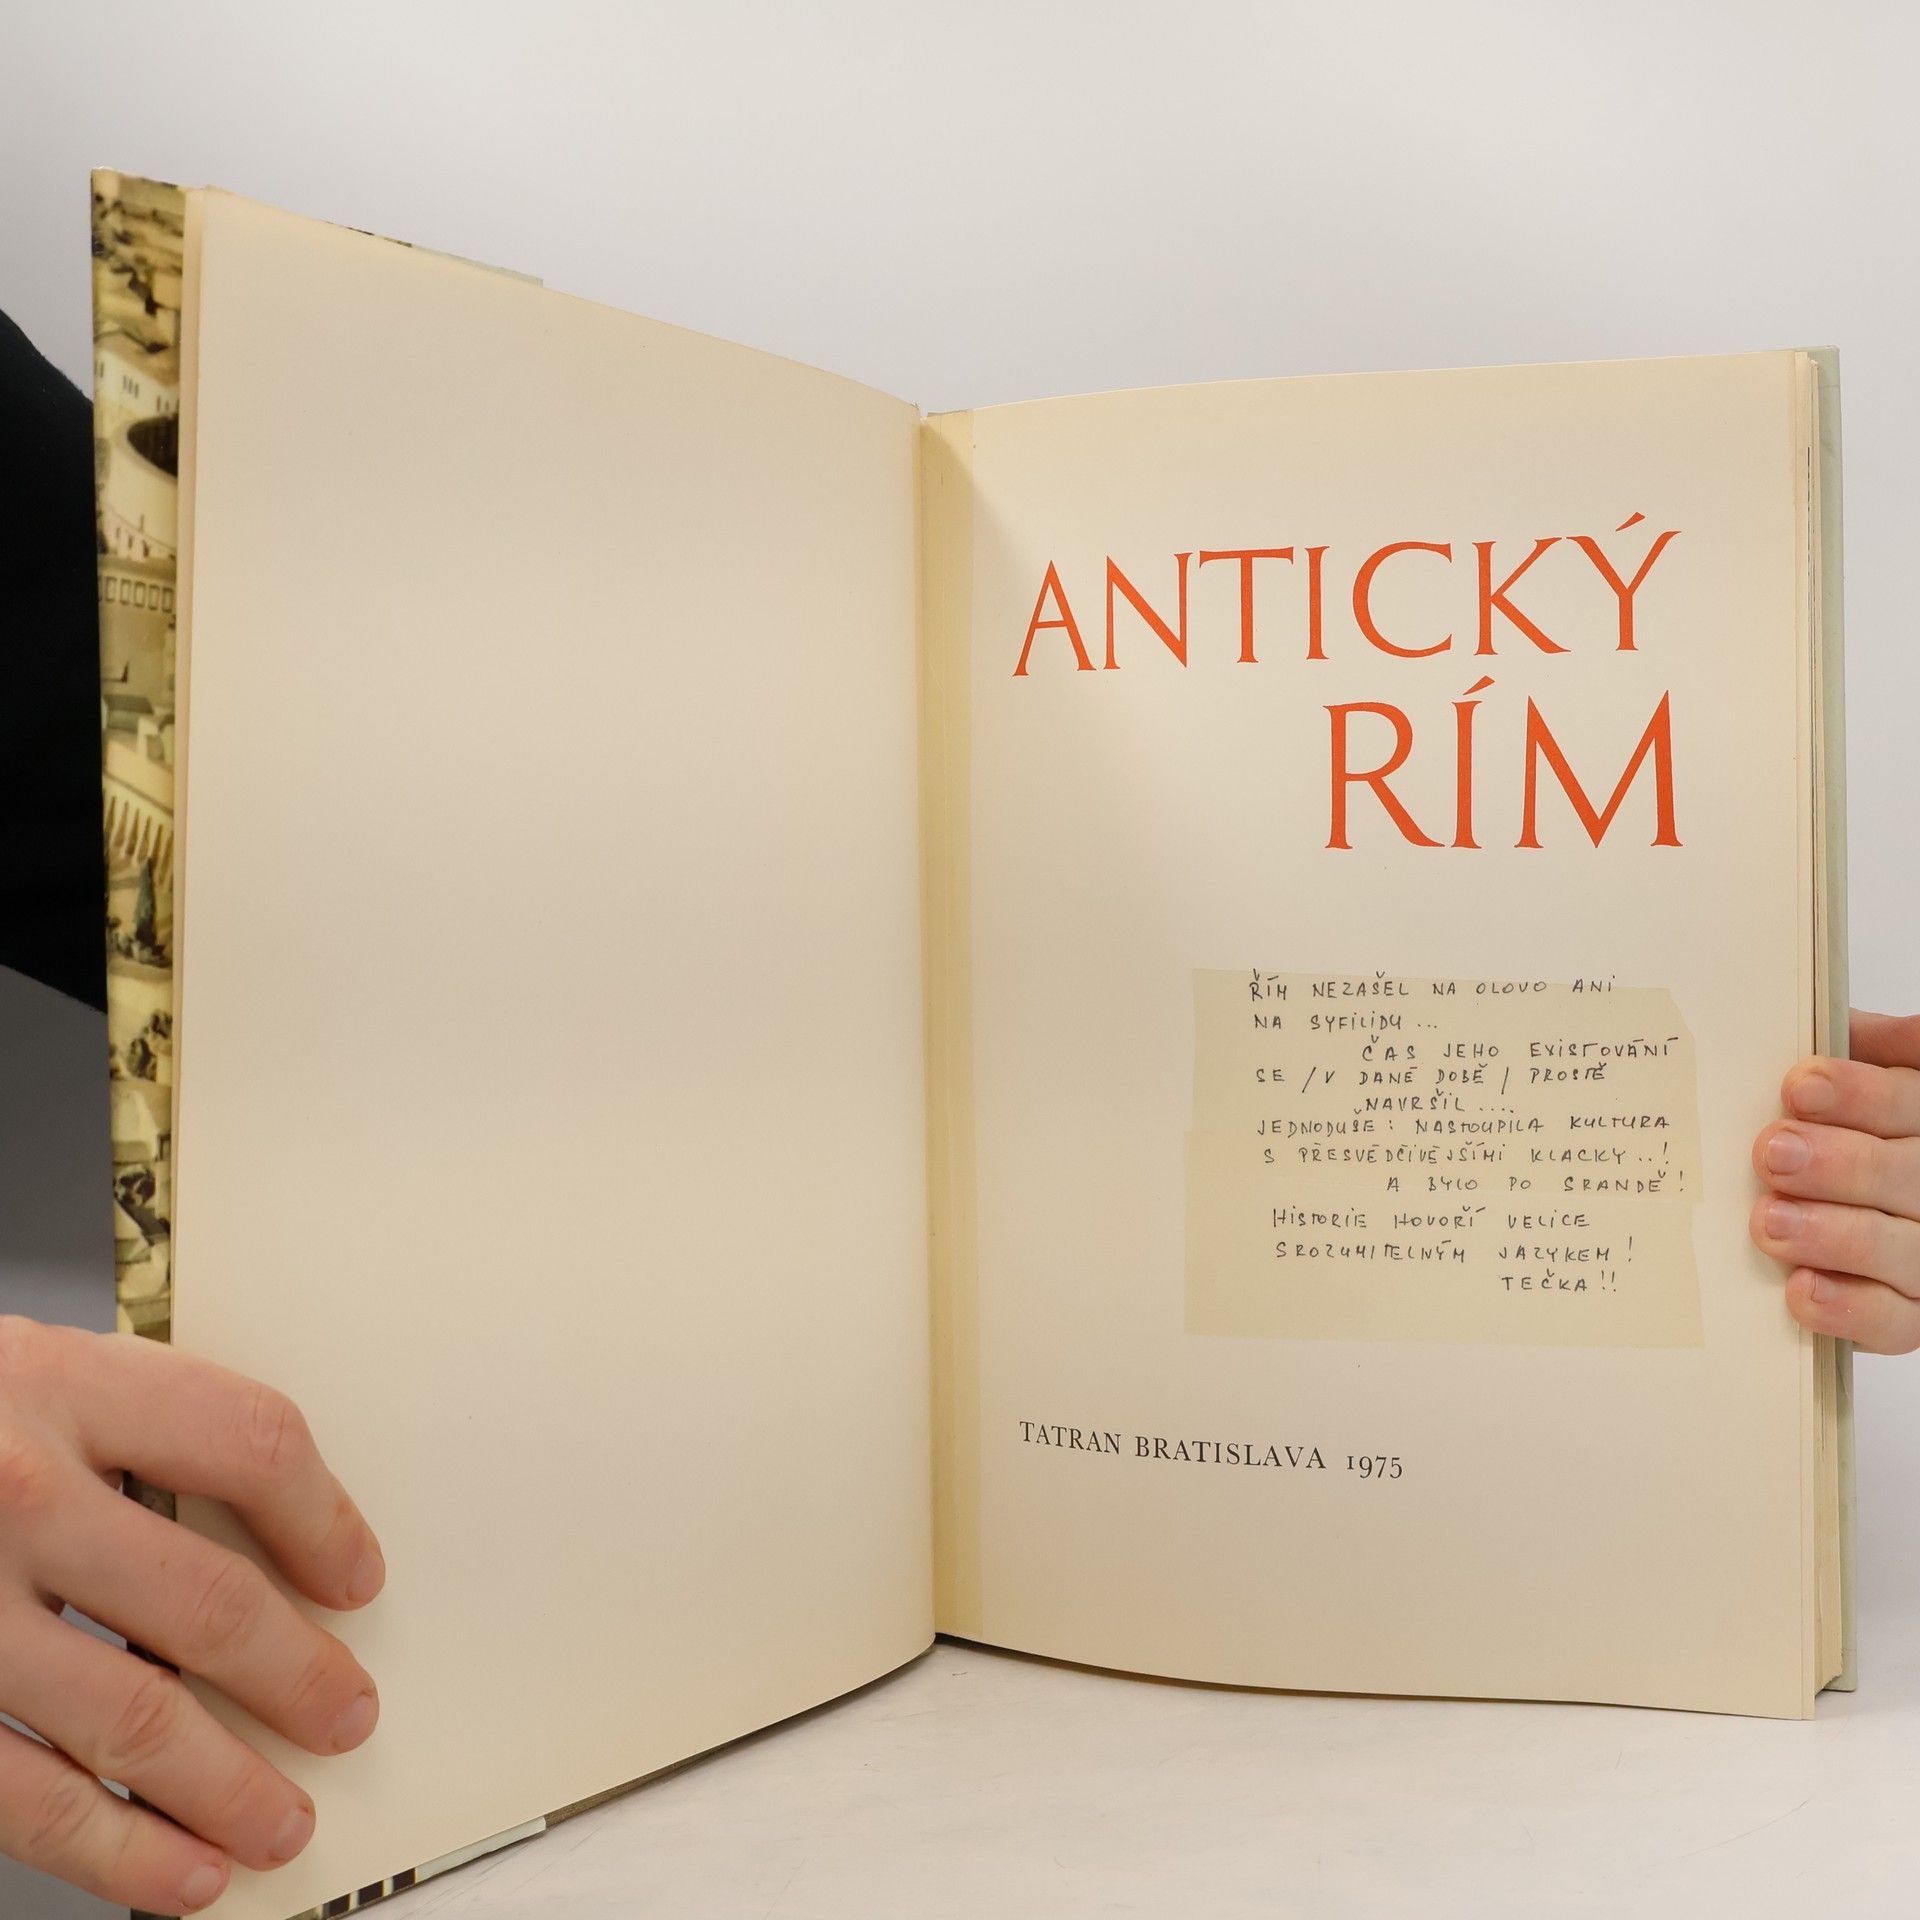 ANTICKÝ
RÍM
ŘÍM NEZAŠEL NA OLOVO ANI
NA SYFILIDU ...
ČAS JEHO EXISTOVÁNÍ
SE / V DANÉ DOBĚ / PROSTĚ
NAVRŠIL ....
JEDNODUŠE : NASTOUPILA KULTURA
S PŘESVĚDČIVĚJŠÍMI KLACKY ..!
A BYLO PO SRANDĚ !
HISTORIE HOVOŘÍ VELICE
SROZUMITELNÝM JAZYKEM !
TEČKA !!
TATRAN BRATISLAVA 1975